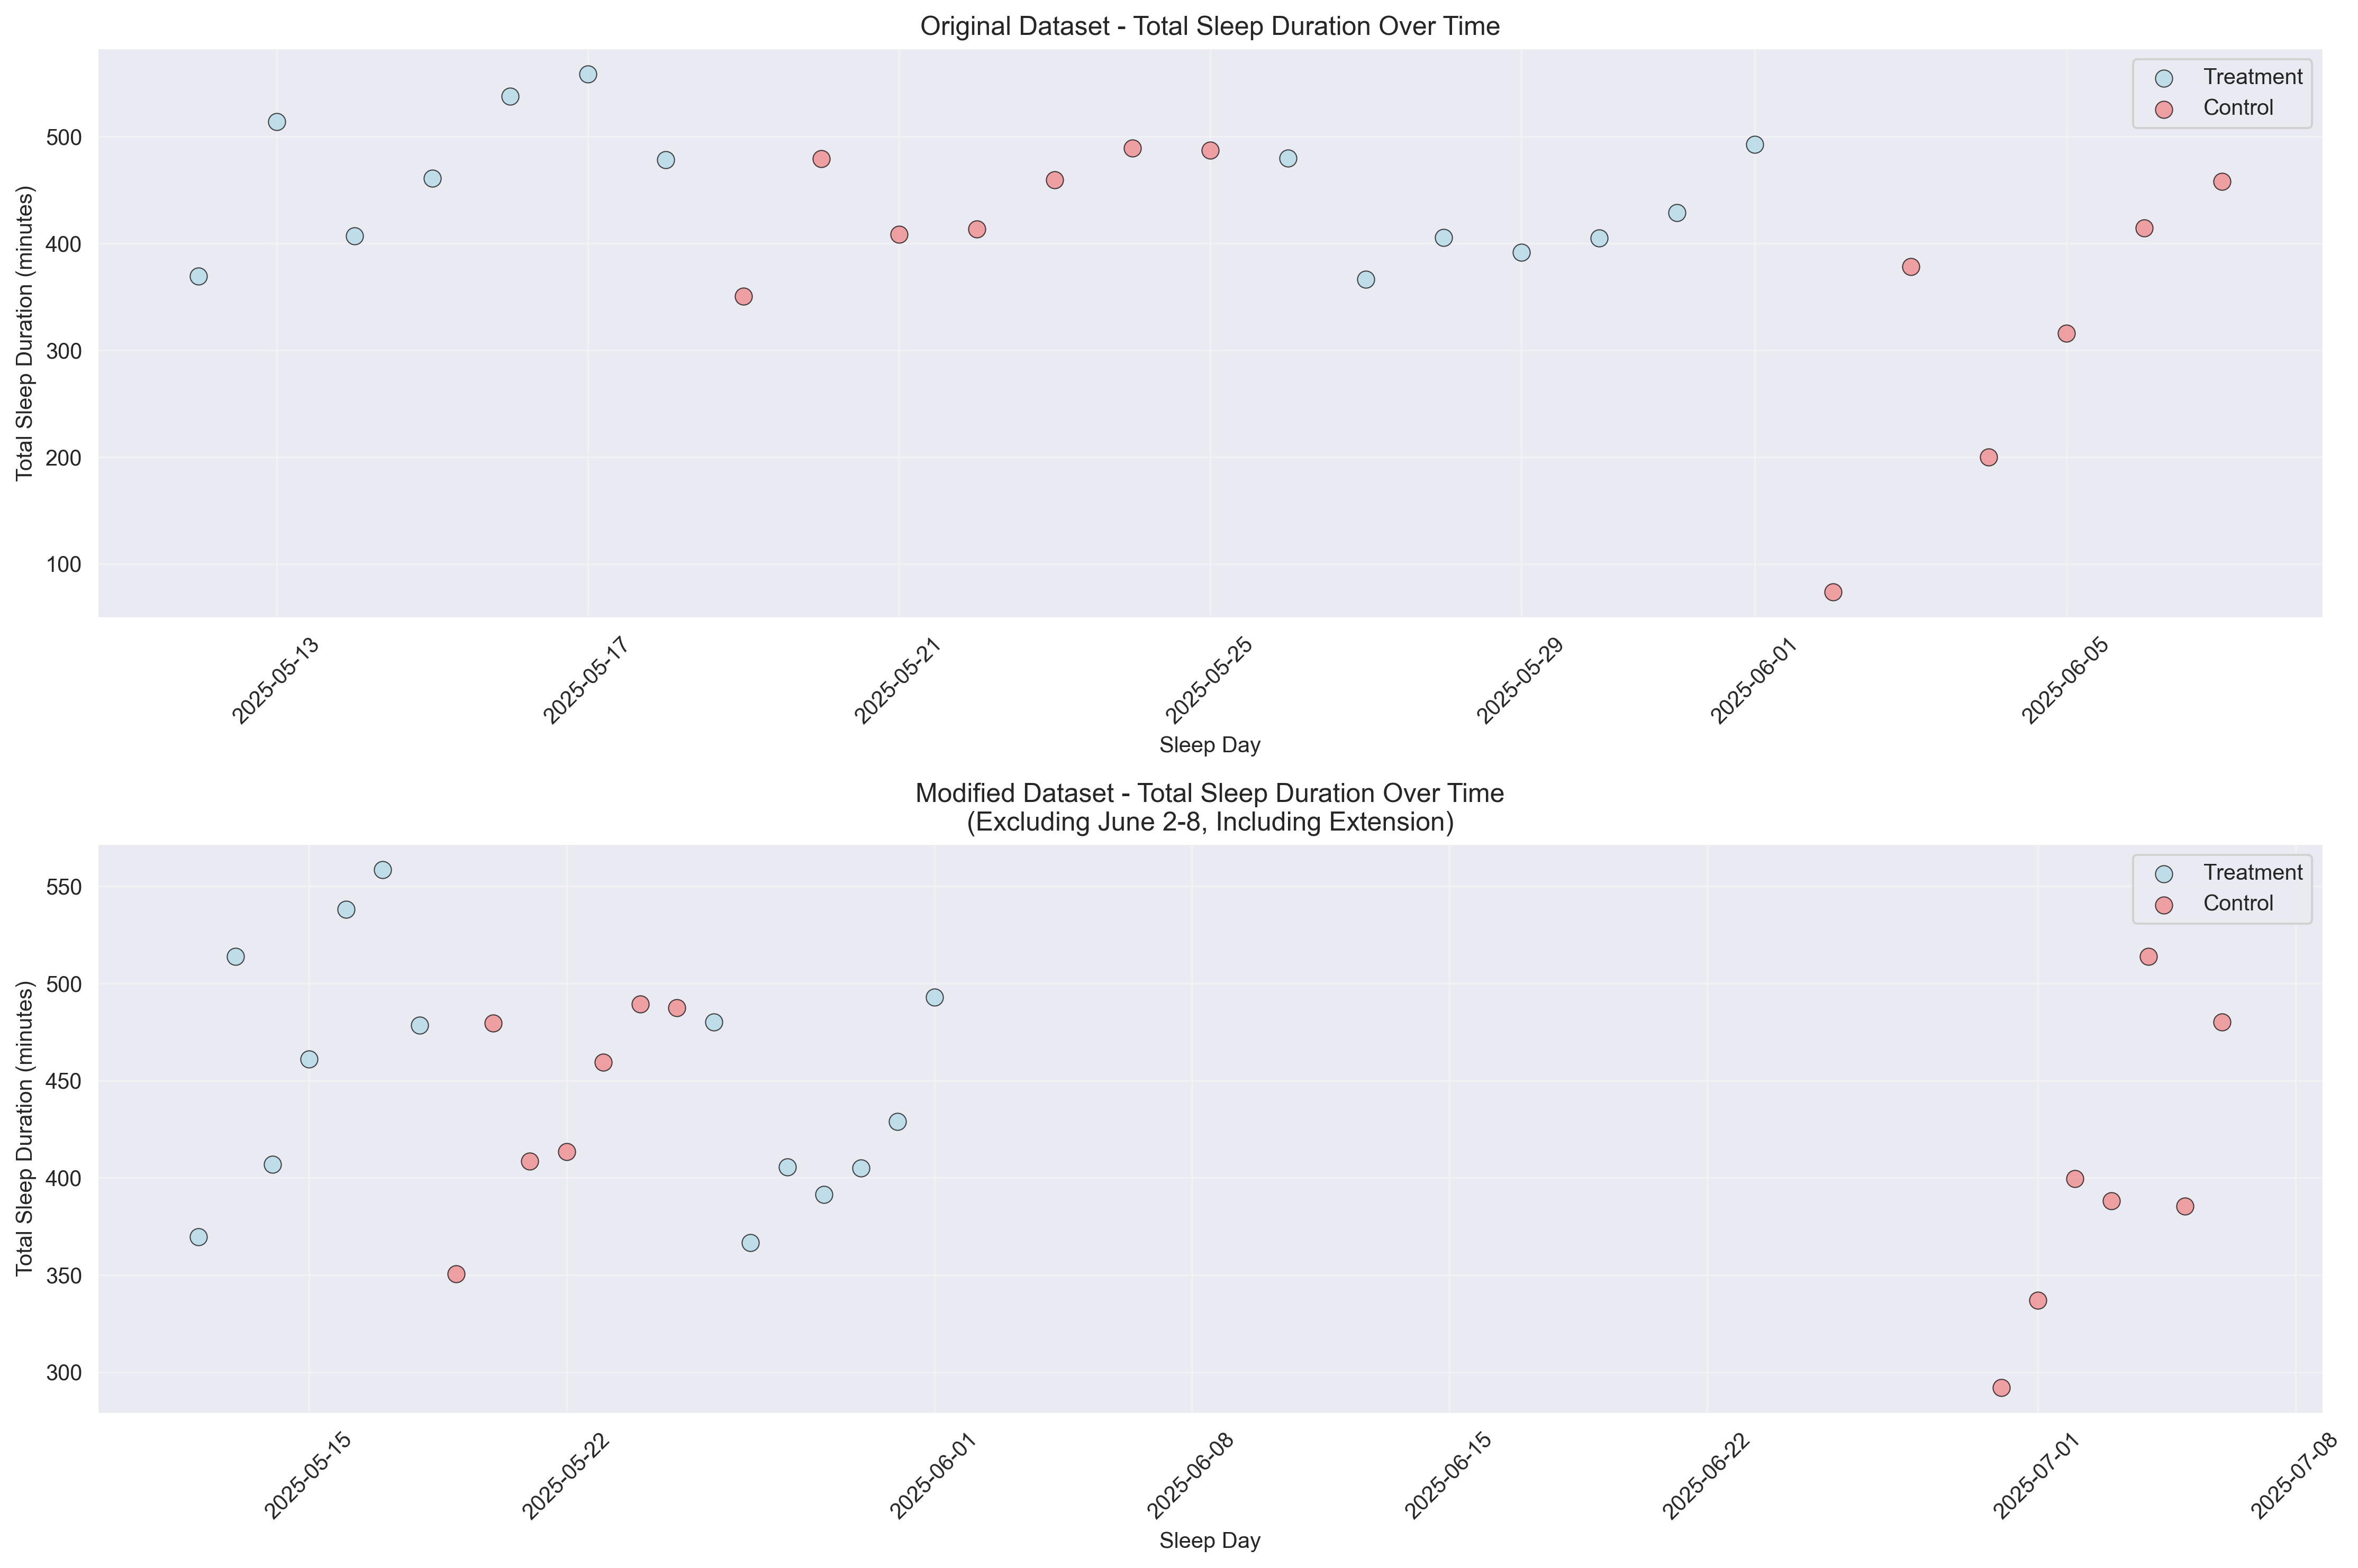 Original Dataset - Total Sleep Duration Over Time
Treatment
Control
Total Sleep Duration (minutes)
500
400
300
200
100
2025-05-13
2025-05-17
2025-05-21
2025-05-25
2025-05-29
2025-06-01
2025-06-05
Sleep Day
Modified Dataset - Total Sleep Duration Over Time
(Excluding June 2-8, Including Extension)
Treatment
Control
Total Sleep Duration (minutes)
550
500
450
400
350
300
2025-05-15
2025-05-22
2025-06-01
2025-06-08
2025-06-15
2025-06-22
2025-07-01
2025-07-08
Sleep Day